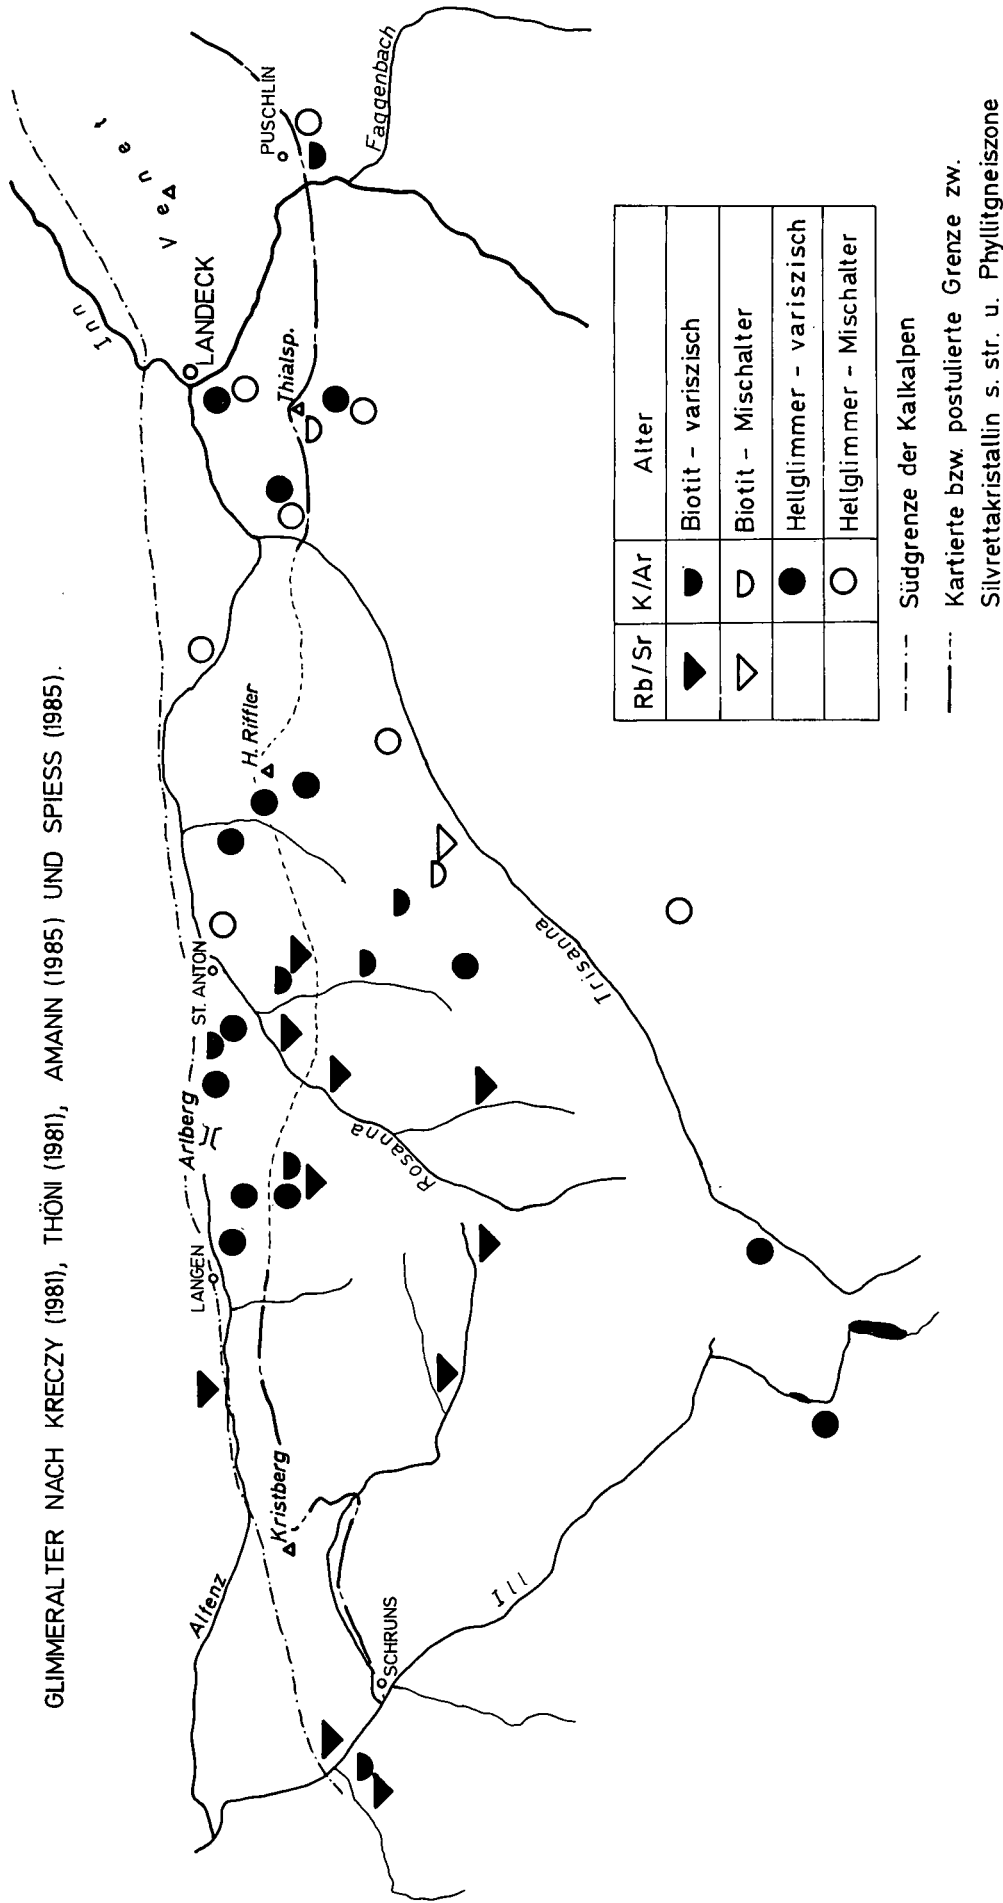 GLIMMERALTER NACH KRECZY (1981), THÖNI (1981), AMANN (1985) UND SPIESS (1985).
Alfenz
SCHRUNS
Ill
Kristberg
LANGEN
Arlberg
ST. ANTON
Rosanna
Trisanna
H. Riffler
Thialsp.
LANDECK
Inn
Venet
PUSCHLIN
Faggenbach
Rb/Sr K/Ar Alter
Biotit - variszisch
Biotit - Mischalter
Hellglimmer - variszisch
Hellglimmer - Mischalter
Südgrenze der Kalkalpen
Kartierte bzw. postulierte Grenze zw.
Silvrettakristallin s. str. u. Phyllitgneiszone